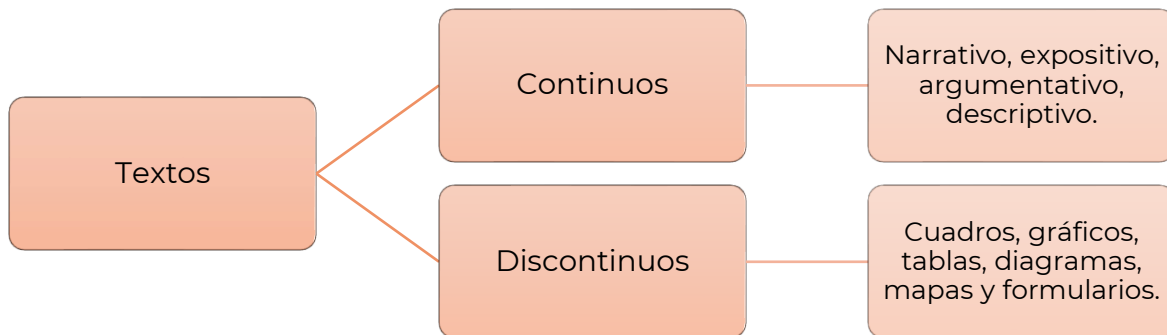 Textos
Continuos
Narrativo, expositivo,
argumentativo,
descriptivo.
Discontinuos
Cuadros, gráficos,
tablas, diagramas,
mapas y formularios.